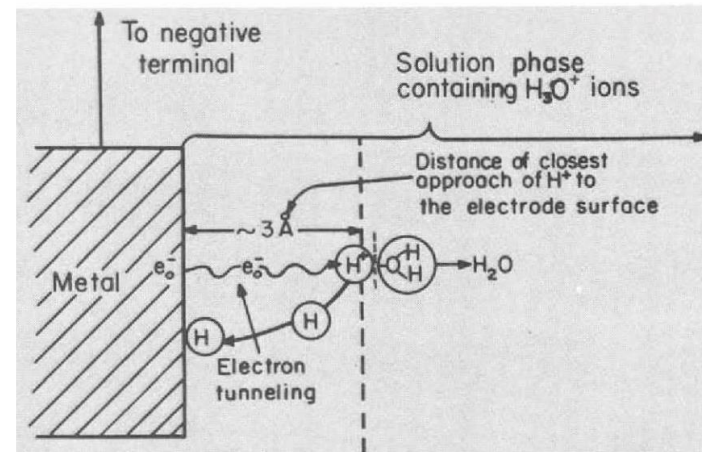 To negative
terminal
Solution phase
containing H₃O⁺ ions
Distance of closest
approach of H⁺ to
the electrode surface
~ 3 Å
Metal
e₀⁻
e₀⁻
H⁺
O
H
H
H₂O
H
H
Electron
tunneling